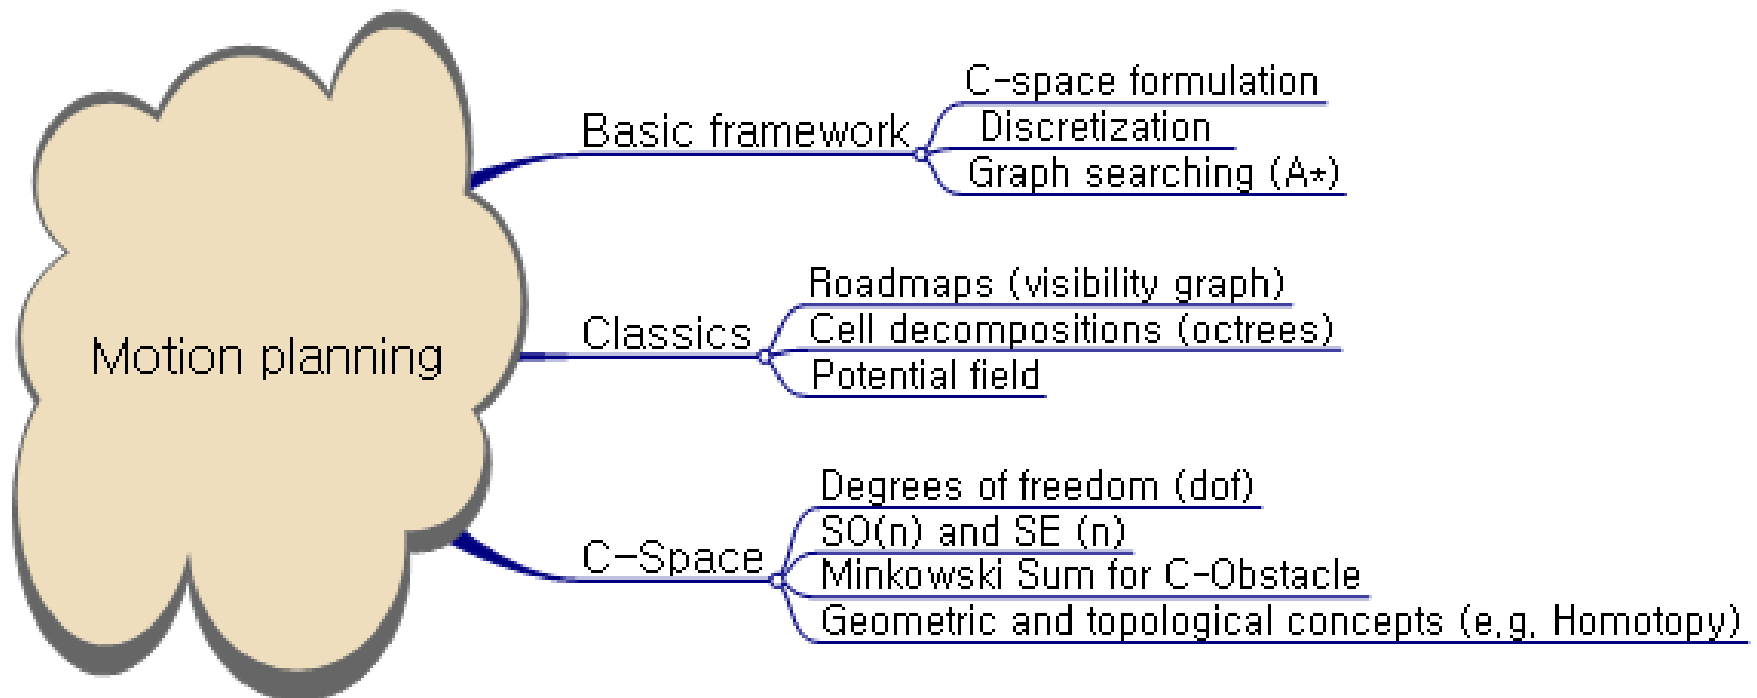 Motion planning
Basic framework
C-space formulation
Discretization
Graph searching (A*)
Classics
Roadmaps (visibility graph)
Cell decompositions (octrees)
Potential field
C-Space
Degrees of freedom (dof)
SO(n) and SE (n)
Minkowski Sum for C-Obstacle
Geometric and topological concepts (e.g. Homotopy)